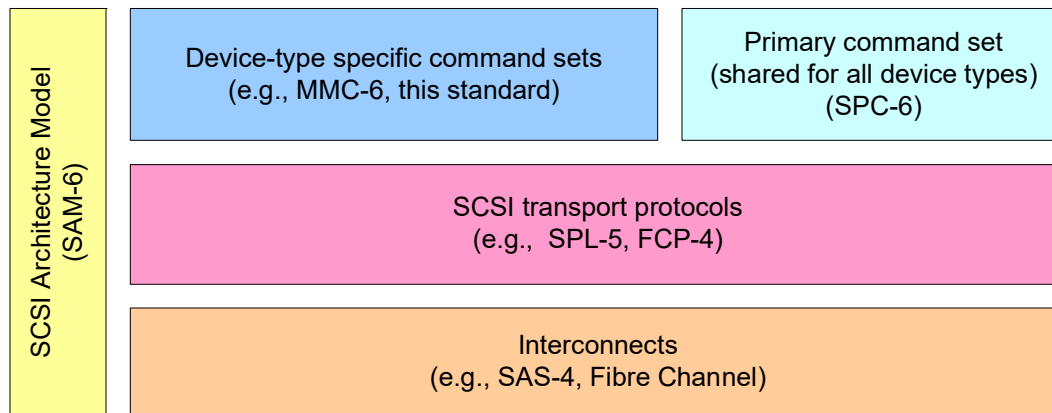 SCSI Architecture Model
(SAM-6)
Device-type specific command sets
(e.g., MMC-6, this standard)
Primary command set
(shared for all device types)
(SPC-6)
SCSI transport protocols
(e.g.,  SPL-5, FCP-4)
Interconnects
(e.g., SAS-4, Fibre Channel)